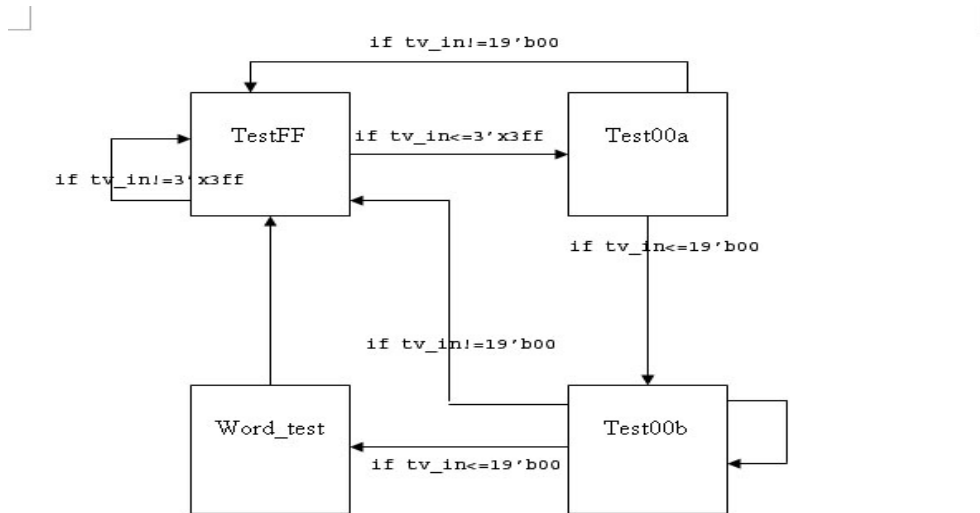 if tv_in!=19'b00
TestFF
if tv_in<=3'x3ff
Test00a
if tv_in!=3'x3ff
if tv_in<=19'b00
if tv_in!=19'b00
Word_test
Test00b
if tv_in<=19'b00